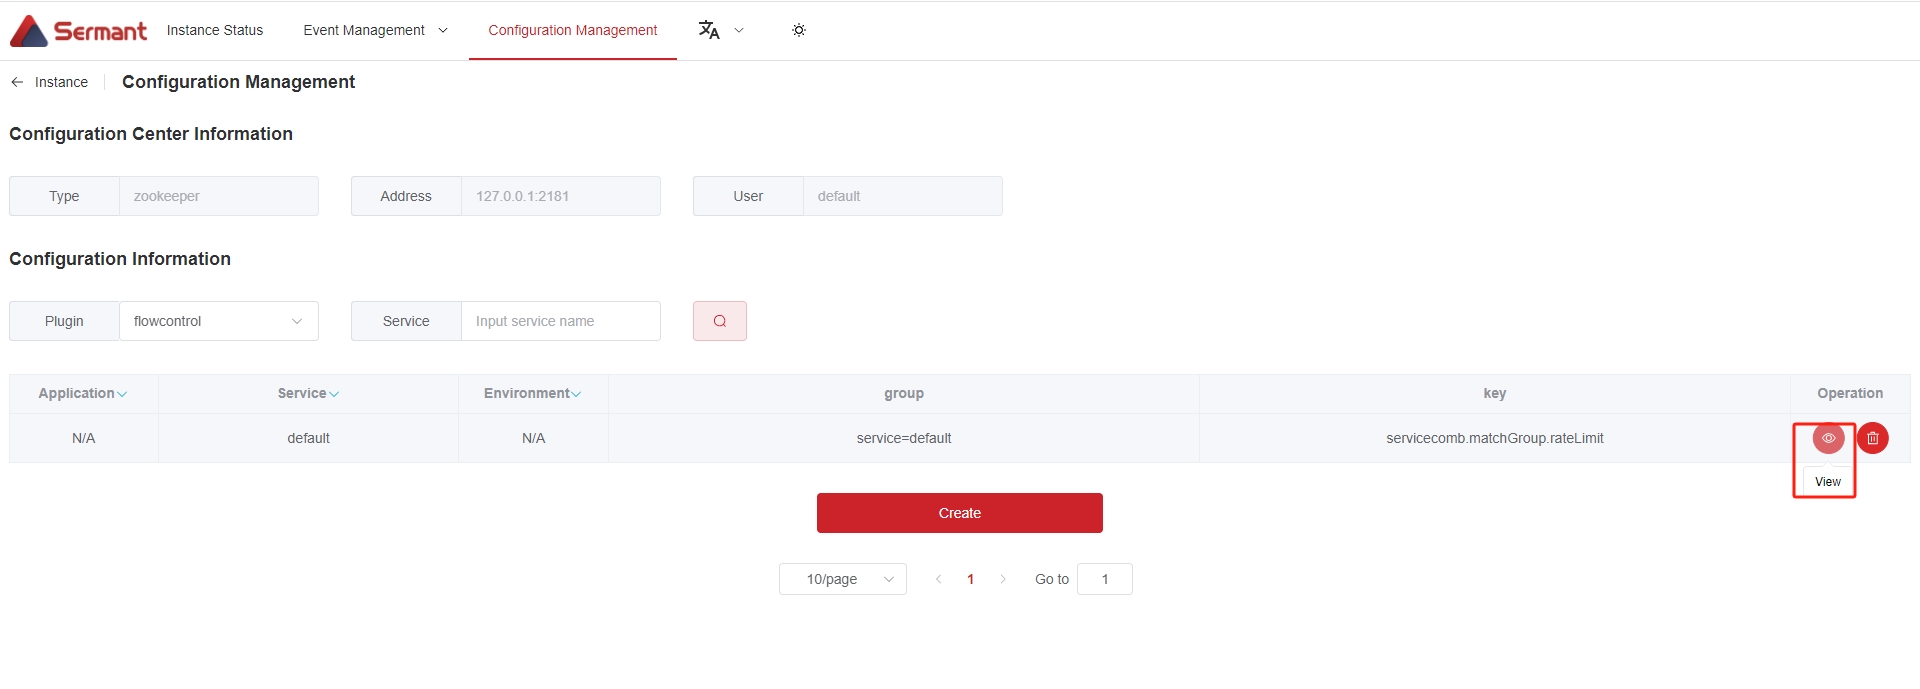 Sermant Instance Status Event Management Configuration Management
Instance Configuration Management
Configuration Center Information
Type zookeeper Address 127.0.0.1:2181 User default
Configuration Information
Plugin flowcontrol Service Input service name
Application Service Environment group key Operation
N/A default N/A service=default servicecomb.matchGroup.rateLimit
View
Create
10/page 1 Go to 1